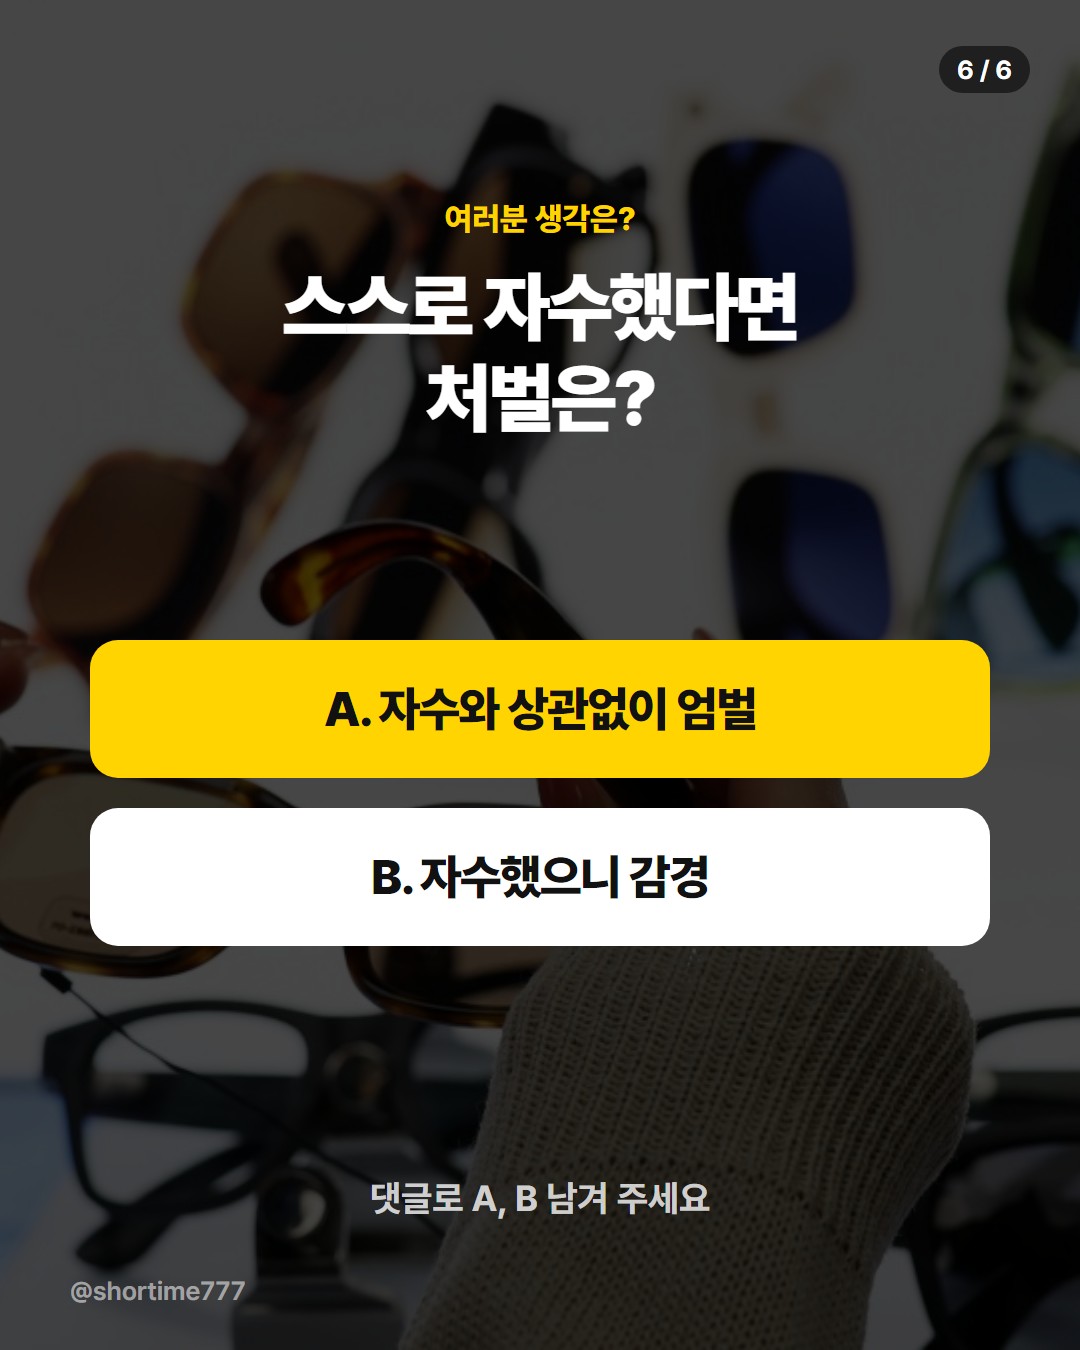 6 / 6
여러분 생각은?
스스로 자수했다면
처벌은?
A. 자수와 상관없이 엄벌
B. 자수했으니 감경
댓글로 A, B 남겨 주세요
@shortime777